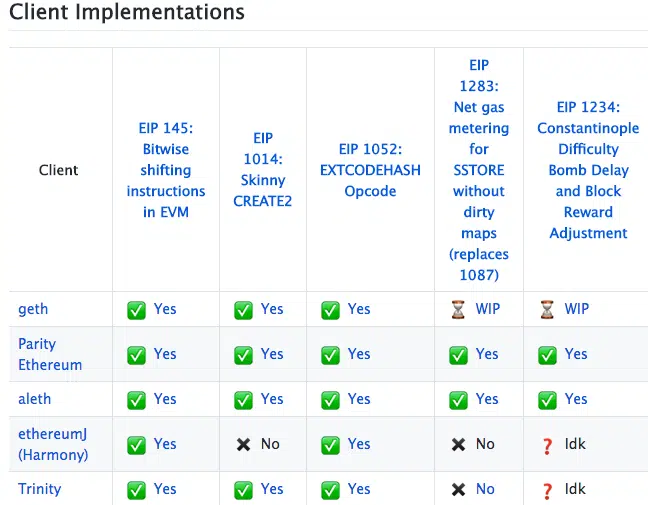 Client Implementations
Client
EIP 145:
Bitwise
shifting
instructions
in EVM
EIP
1014:
Skinny
CREATE2
EIP 1052:
EXTCODEHASH
Opcode
EIP
1283:
Net gas
metering
for
SSTORE
without
dirty
maps
(replaces
1087)
EIP 1234:
Constantinople
Difficulty
Bomb Delay
and Block
Reward
Adjustment
geth ✅ Yes ✅ Yes ✅ Yes ⏳ WIP ⏳ WIP
Parity
Ethereum ✅ Yes ✅ Yes ✅ Yes ✅ Yes ✅ Yes
aleth ✅ Yes ✅ Yes ✅ Yes ✅ Yes ✅ Yes
ethereumJ
(Harmony) ✅ Yes ✖ No ✅ Yes ✖ No ❓ Idk
Trinity ✅ Yes ✅ Yes ✅ Yes ✖ No ❓ Idk